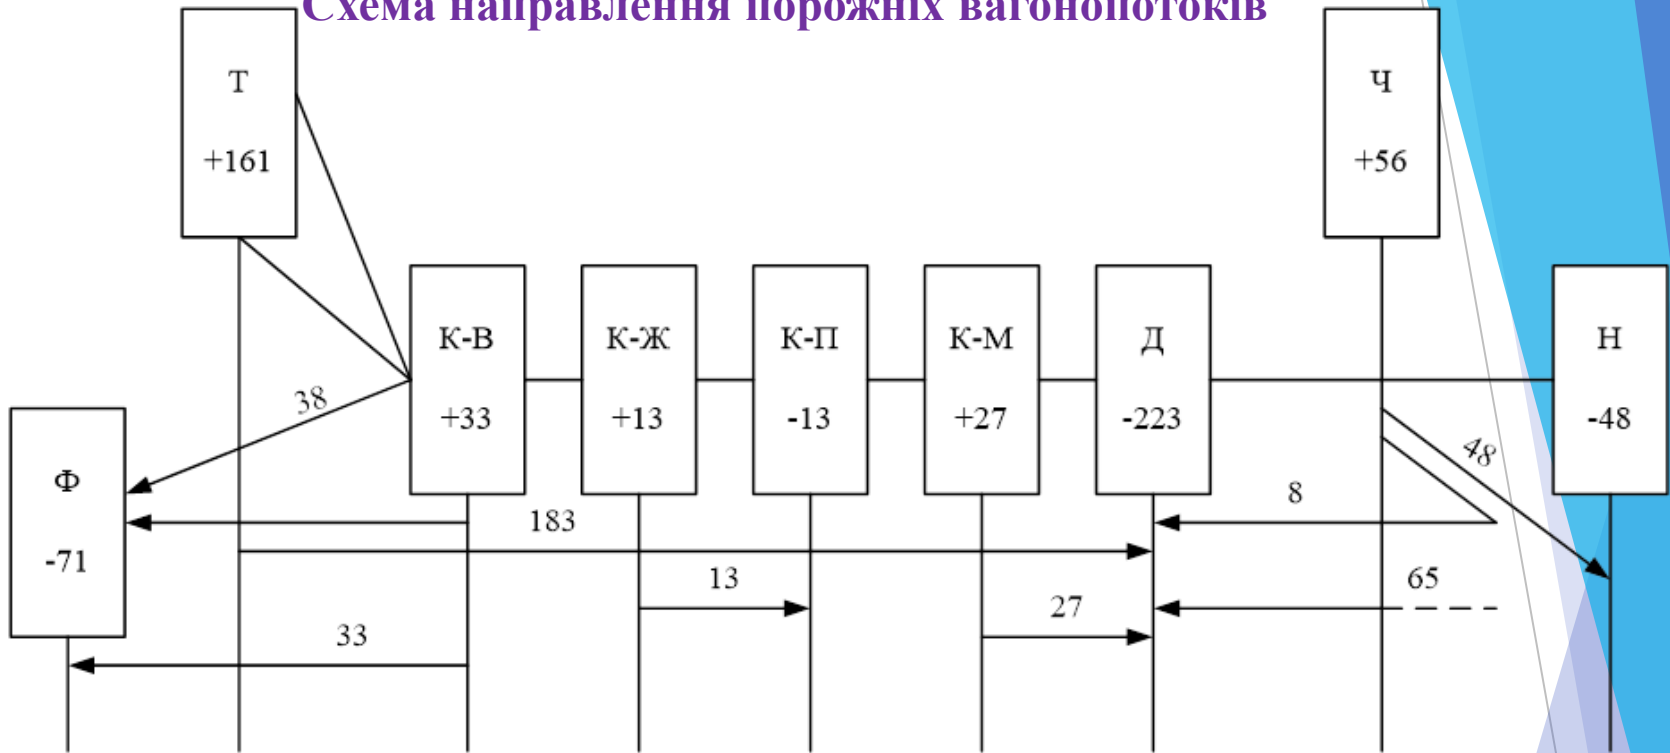 Схема направлення порожніх вагонопотоків
Т
+161
Ч
+56
К-В
+33
К-Ж
+13
К-П
-13
К-М
+27
Д
-223
Н
-48
Ф
-71
38
48
8
183
13
65
27
33